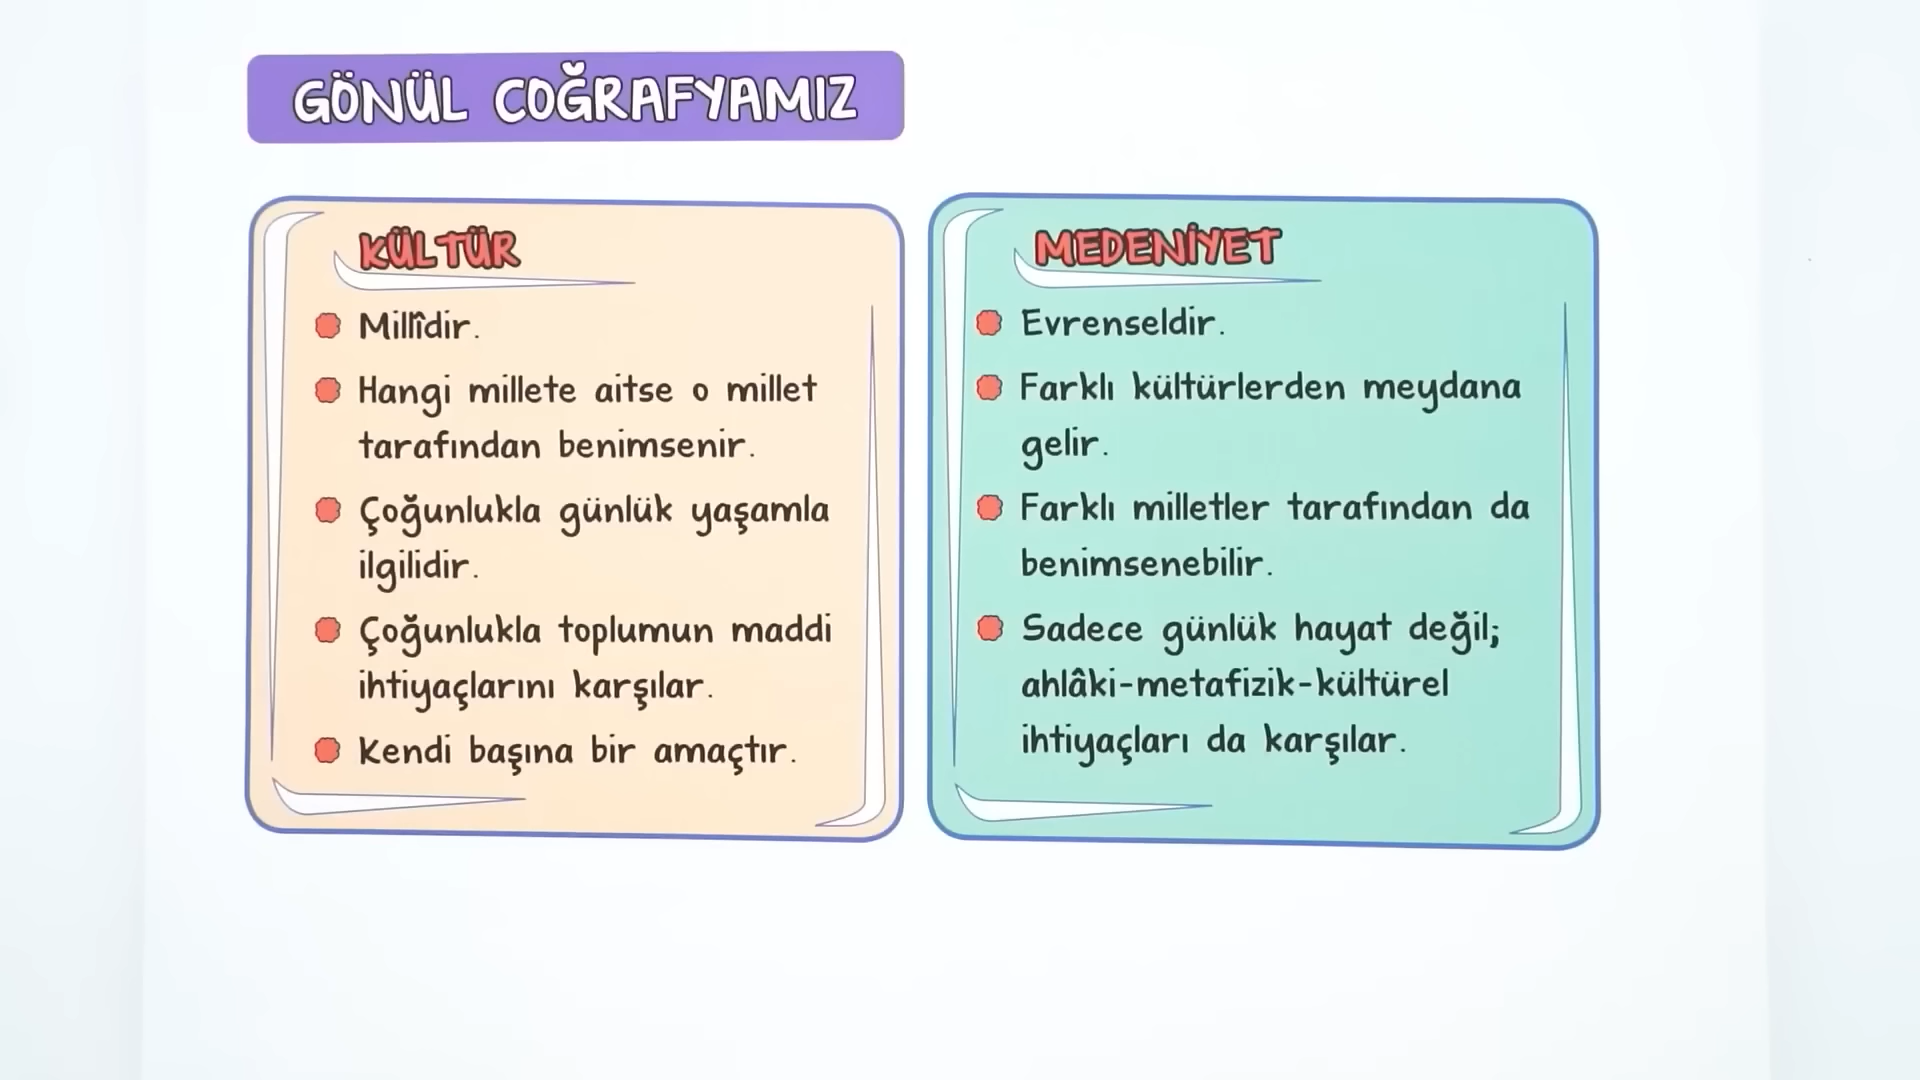 GÖNÜL COĞRAFYAMIZ
KÜLTÜR
Millîdir.
Hangi millete aitse o millet
tarafından benimsenir.
Çoğunlukla günlük yaşamla
ilgilidir.
Çoğunlukla toplumun maddi
ihtiyaçlarını karşılar.
Kendi başına bir amaçtır.
MEDENİYET
Evrenseldir.
Farklı kültürlerden meydana
gelir.
Farklı milletler tarafından da
benimsenebilir.
Sadece günlük hayat değil;
ahlâki-metafizik-kültürel
ihtiyaçları da karşılar.